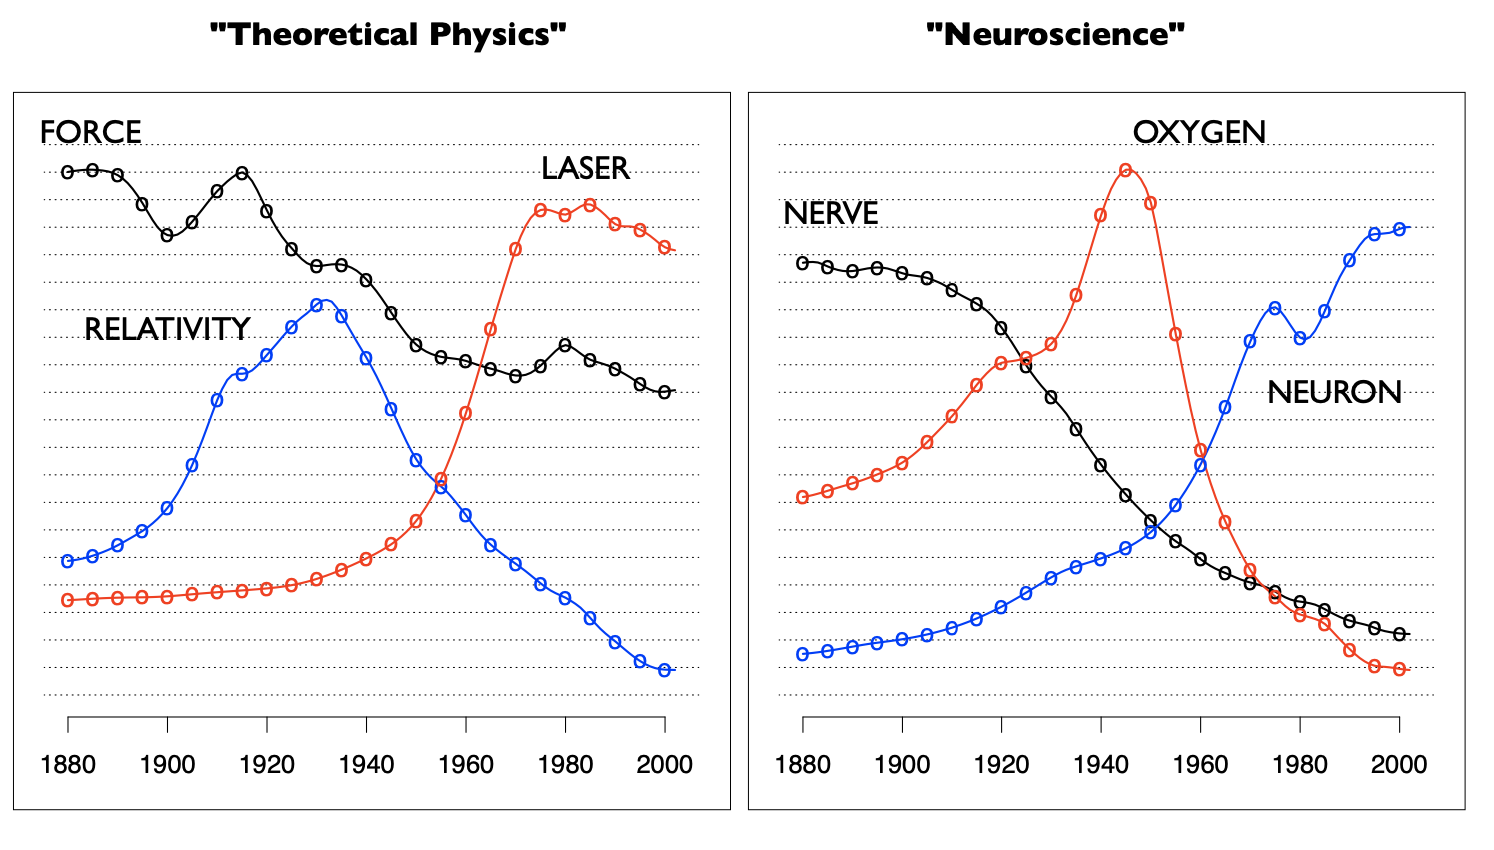 "Theoretical Physics"
FORCE
LASER
RELATIVITY
1880 1900 1920 1940 1960 1980 2000
"Neuroscience"
OXYGEN
NERVE
NEURON
1880 1900 1920 1940 1960 1980 2000